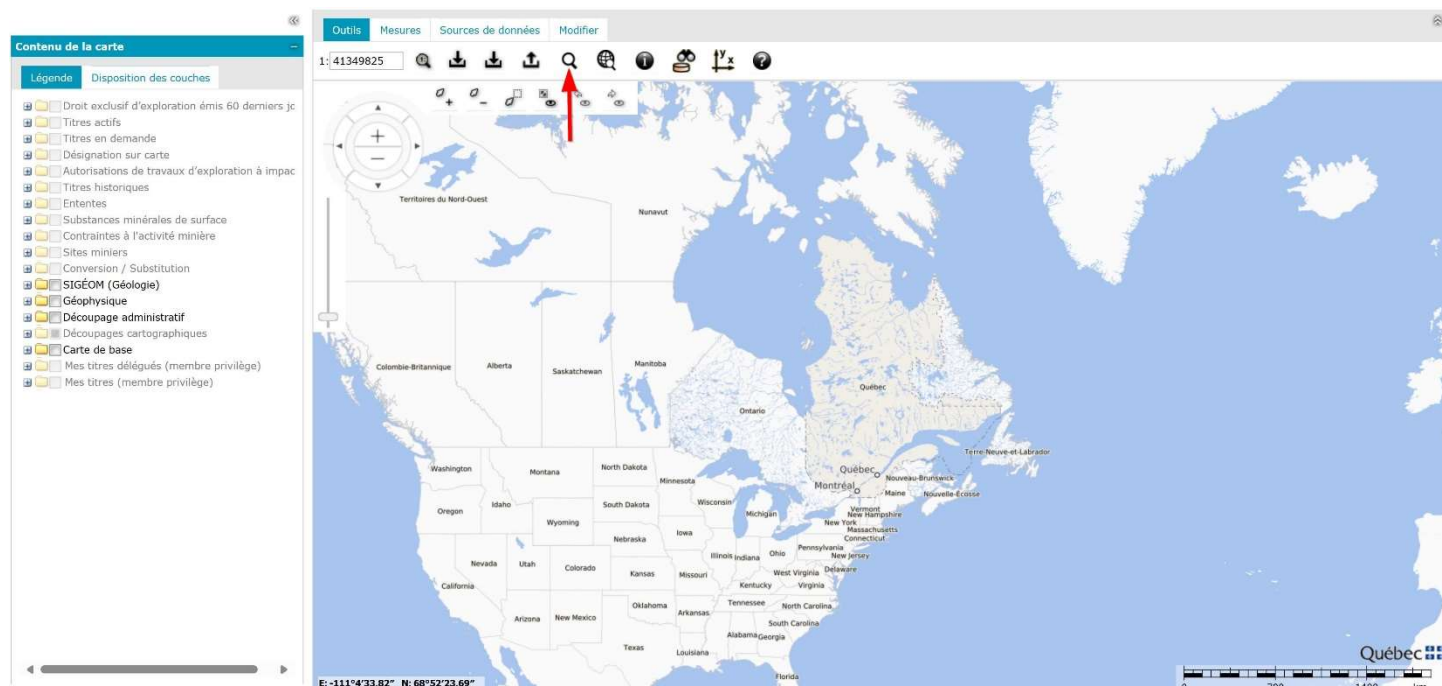 Contenu de la carte
Légende
Disposition des couches
Droit exclusif d'exploration émis 60 derniers jc
Titres actifs
Titres en demande
Désignation sur carte
Autorisations de travaux d'exploration à impac
Titres historiques
Ententes
Substances minérales de surface
Contraintes à l'activité minière
Sites miniers
Conversion / Substitution
SIGÉOM (Géologie)
Géophysique
Découpage administratif
Découpages cartographiques
Carte de base
Mes titres délégués (membre privilège)
Mes titres (membre privilège)
Outils
Mesures
Sources de données
Modifier
1: 41349825
Territoires du Nord-Ouest
Nunavut
Colombie-Britannique
Alberta
Saskatchewan
Manitoba
Ontario
Québec
Terre-Neuve-et-Labrador
Québec
Montréal
Nouveau-Brunswick
Maine
Nouvelle-Écosse
Washington
Montana
North Dakota
Minnesota
Vermont
New Hampshire
Oregon
Idaho
South Dakota
Wisconsin
Michigan
New York
Massachusetts
Connecticut
Wyoming
Nebraska
Iowa
Illinois
Indiana
Ohio
Pennsylvania
New Jersey
Nevada
Utah
Colorado
Kansas
Missouri
West Virginia
Delaware
California
Kentucky
Virginia
Oklahoma
Arkansas
Tennessee
North Carolina
Arizona
New Mexico
South Carolina
Alabama
Georgia
Texas
Louisiana
Florida
Québec
E: -111°4'33.82" N: 68°52'23.69"
0 700 1400 km